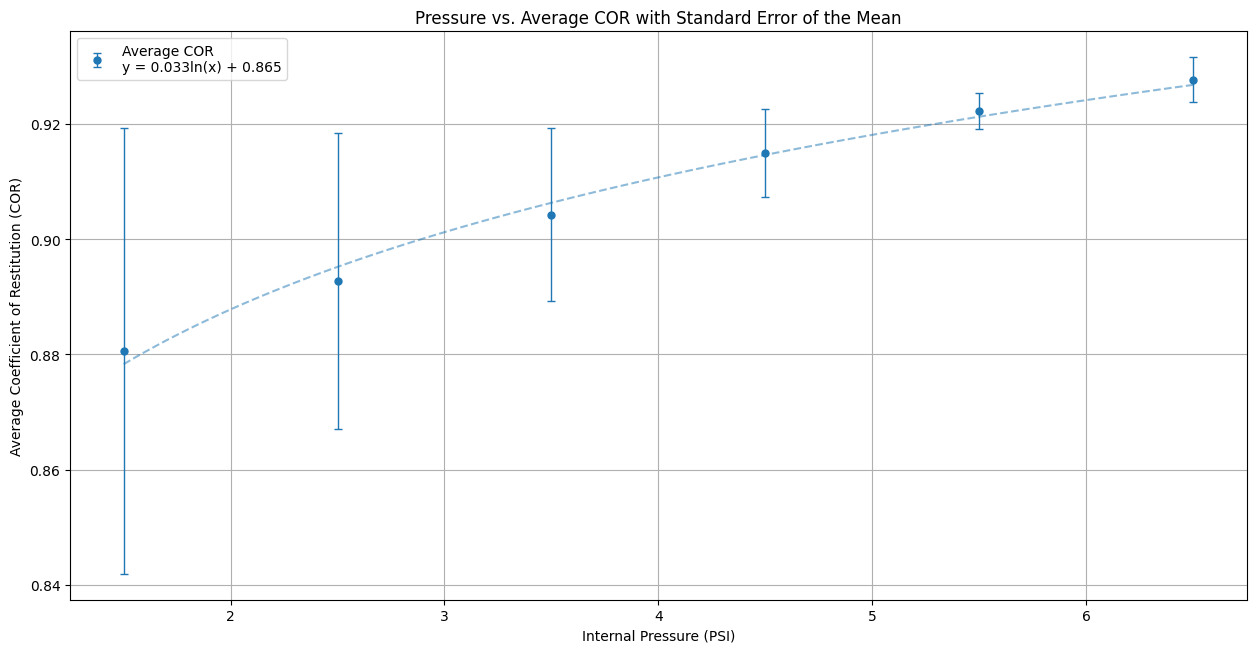 Pressure vs. Average COR with Standard Error of the Mean
Average COR
y = 0.033ln(x) + 0.865
Average Coefficient of Restitution (COR)
0.92
0.90
0.88
0.86
0.84
2
3
4
5
6
Internal Pressure (PSI)